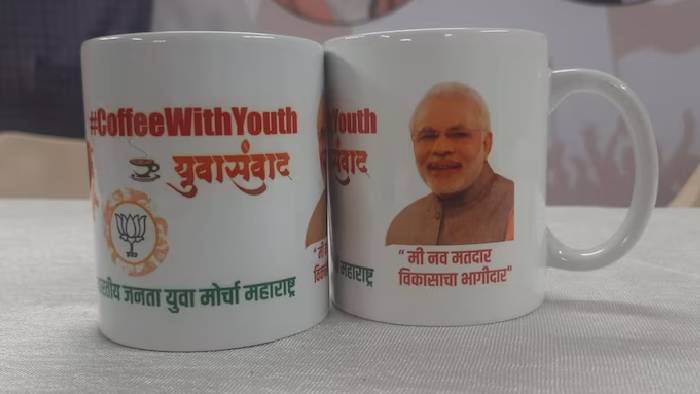 #CoffeeWithYouth
युवासंवाद
जनता युवा मोर्चा महाराष्ट्र
Youth
महाराष्ट्र
“ मी नव मतदार
विकासाचा भागीदार"